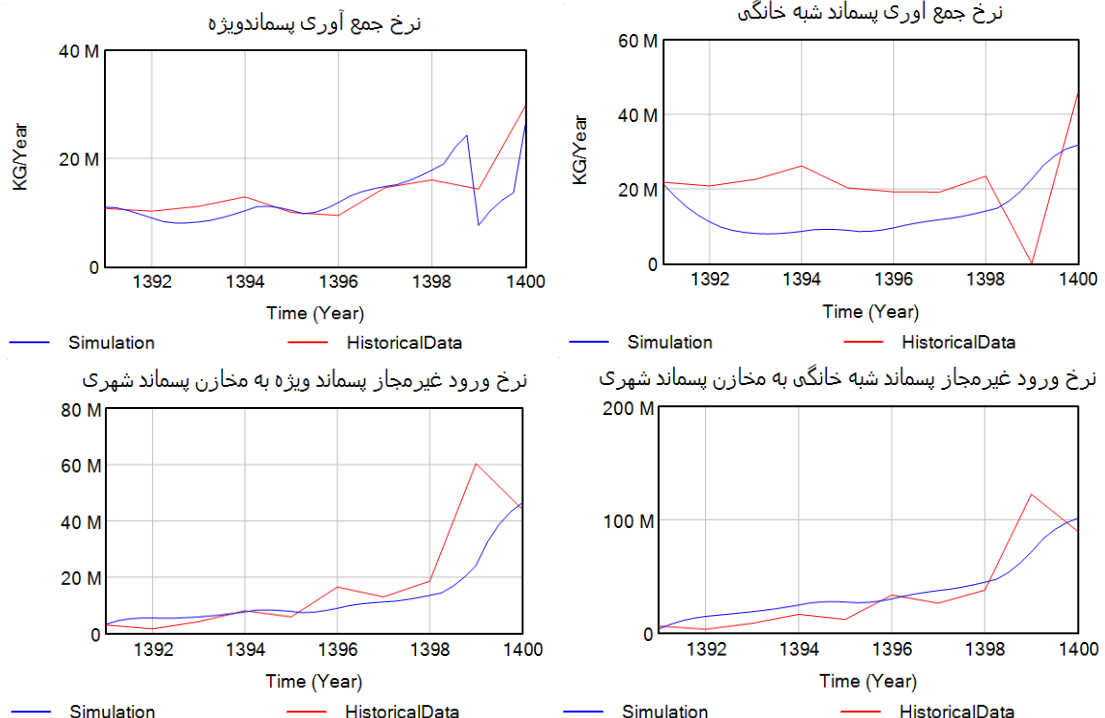 نرخ جمع آوری پسماندویژه
40 M
20 M
0
KG/Year
1392 1394 1396 1398 1400
Time (Year)
Simulation HistoricalData
نرخ جمع آوری پسماند شبه خانگی
60 M
40 M
20 M
0
KG/Year
1392 1394 1396 1398 1400
Time (Year)
Simulation HistoricalData
نرخ ورود غیرمجاز پسماند ویژه به مخازن پسماند شهری
80 M
60 M
40 M
20 M
0
1392 1394 1396 1398 1400
Time (Year)
Simulation HistoricalData
نرخ ورود غیرمجاز پسماند شبه خانگی به مخازن پسماند شهری
200 M
100 M
0
1392 1394 1396 1398 1400
Time (Year)
Simulation HistoricalData